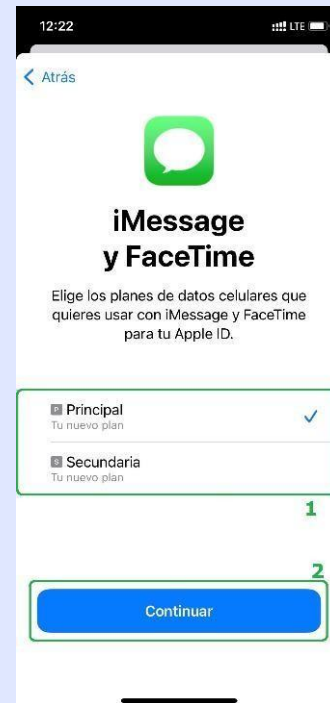 12:22
LTE
Atrás
iMessage
y FaceTime
Elige los planes de datos celulares que
quieres usar con iMessage y FaceTime
para tu Apple ID.
P Principal
Tu nuevo plan
S Secundaria
Tu nuevo plan
1
2
Continuar